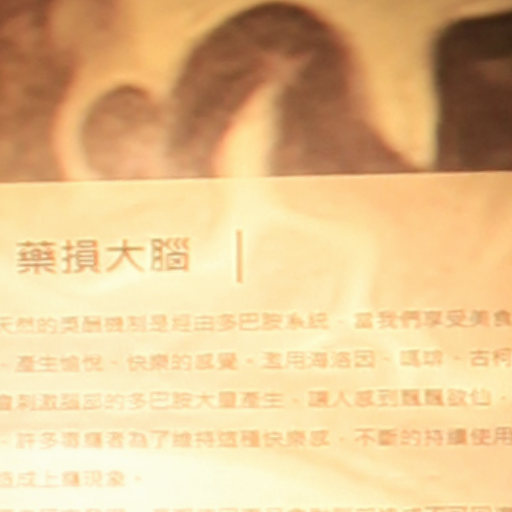 藥損大腦
天然的獎酬機制是經由多巴胺系統、當我們享受美食
、產生愉悅、快樂的感覺。濫用海洛因、嗎啡、古柯
會刺激腦部的多巴胺大量產生,讓人感到飄飄欲仙,
,許多毒癮者為了維持這種快樂感,不斷的持續使用
造成上癮現象。